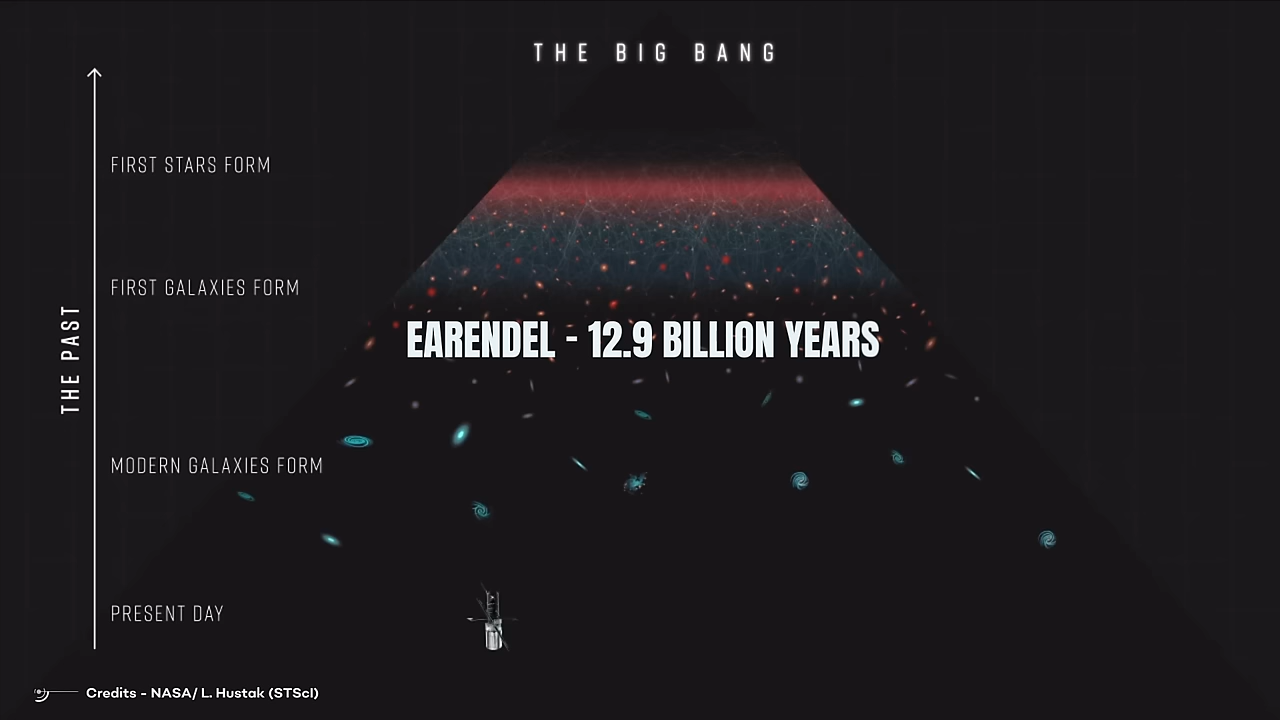 THE BIG BANG
FIRST STARS FORM
FIRST GALAXIES FORM
THE PAST
EARENDEL - 12.9 BILLION YEARS
MODERN GALAXIES FORM
PRESENT DAY
Credits - NASA/ L. Hustak (STScI)